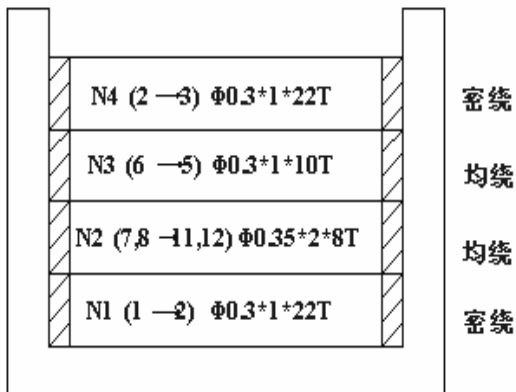 N4 (2→3) Φ0.3*1*22T 密绕
N3 (6→5) Φ0.3*1*10T 均绕
N2 (7,8→11,12) Φ0.35*2*8T 均绕
N1 (1→2) Φ0.3*1*22T 密绕